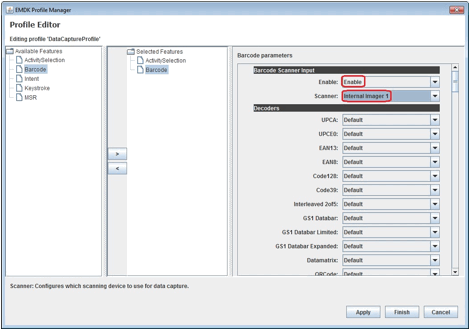 EMDK Profile Manager
Profile Editor
Editing profile 'DataCaptureProfile'
Available Features
ActivitySelection
Barcode
Intent
Keystroke
MSR
>
<
Selected Features
ActivitySelection
Barcode
Barcode parameters
Barcode Scanner Input
Enable: Enable
Scanner: Internal Imager 1
Decoders
UPCA: Default
UPCE0: Default
EAN13: Default
EAN8: Default
Code128: Default
Code39: Default
Interleaved 2of5: Default
GS1 Databar: Default
GS1 Databar Limited: Default
GS1 Databar Expanded: Default
Datamatrix: Default
QRCode: Default
Scanner: Configures which scanning device to use for data capture.
Apply Finish Cancel